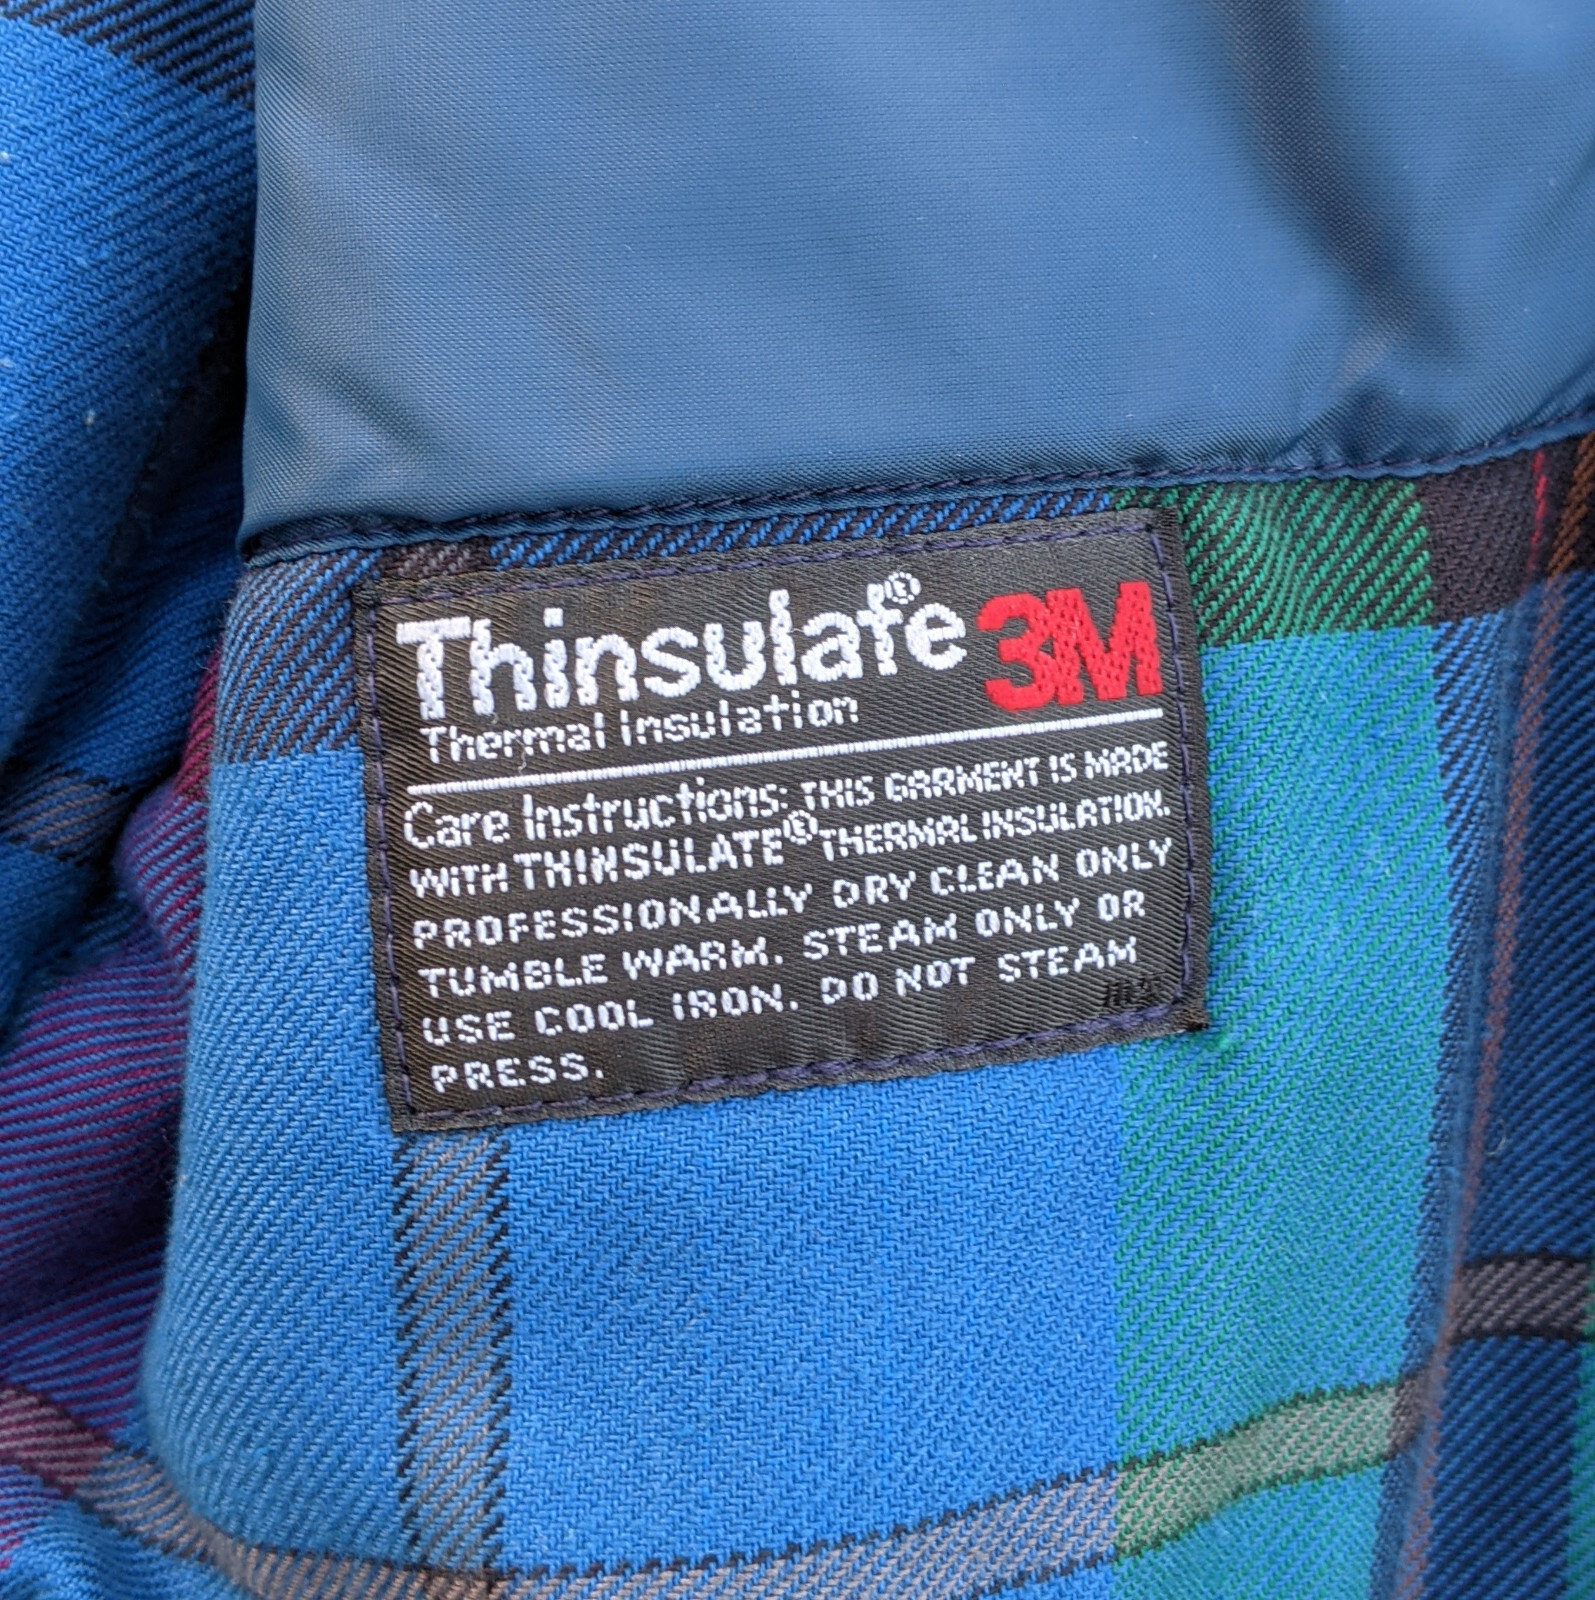 Thinsulate® 3M
Thermal Insulation
Care Instructions: THIS GARMENT IS MADE
WITH THINSULATE® THERMAL INSULATION.
PROFESSIONALLY DRY CLEAN ONLY
TUMBLE WARM. STEAM ONLY OR
USE COOL IRON. DO NOT STEAM
PRESS.